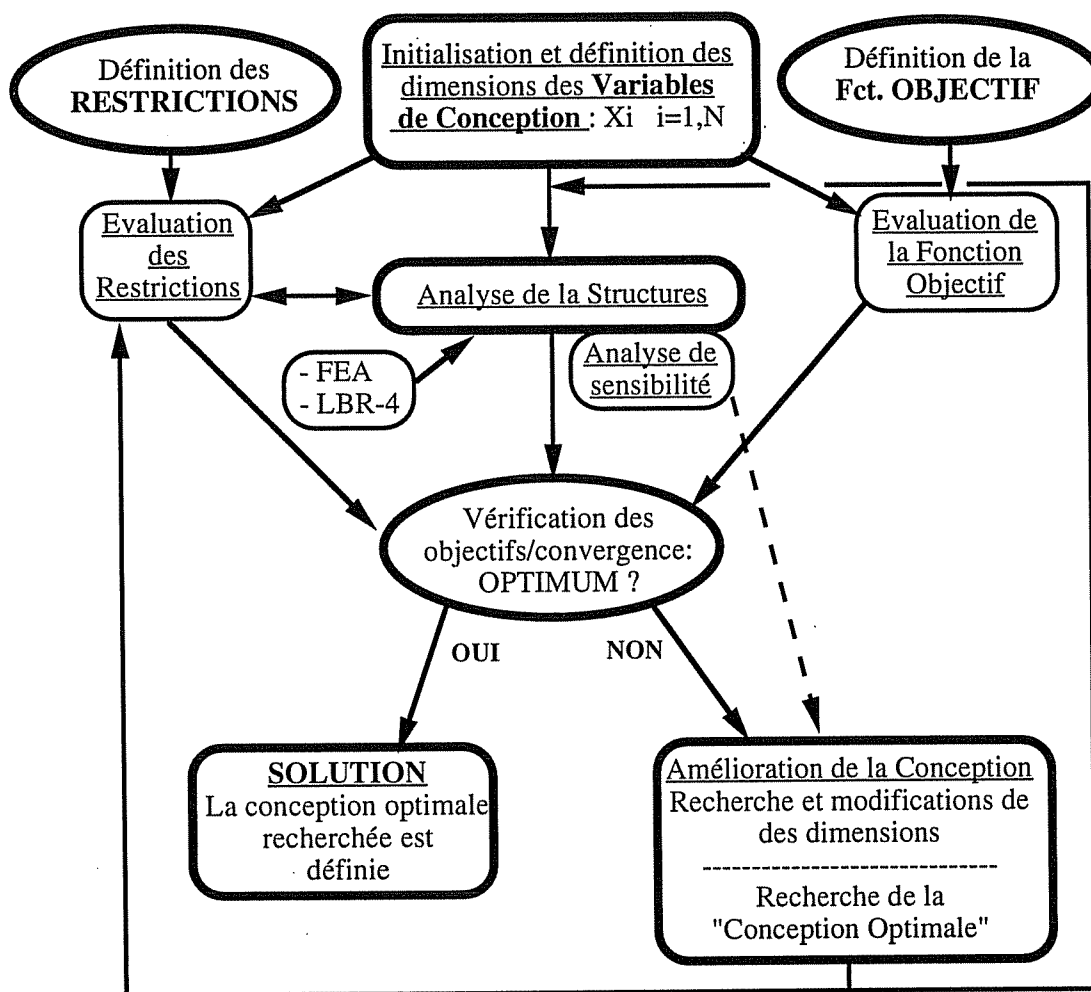 Définition des
RESTRICTIONS
Initialisation et définition des
dimensions des Variables
de Conception : Xi i=1,N
Définition de la
Fct. OBJECTIF
Evaluation
des
Restrictions
Analyse de la Structures
Evaluation de
la Fonction
Objectif
- FEA
- LBR-4
Analyse de
sensibilité
Vérification des
objectifs/convergence:
OPTIMUM ?
OUI
NON
SOLUTION
La conception optimale
recherchée est
définie
Amélioration de la Conception
Recherche et modifications de
des dimensions
------------------------------
Recherche de la
"Conception Optimale"